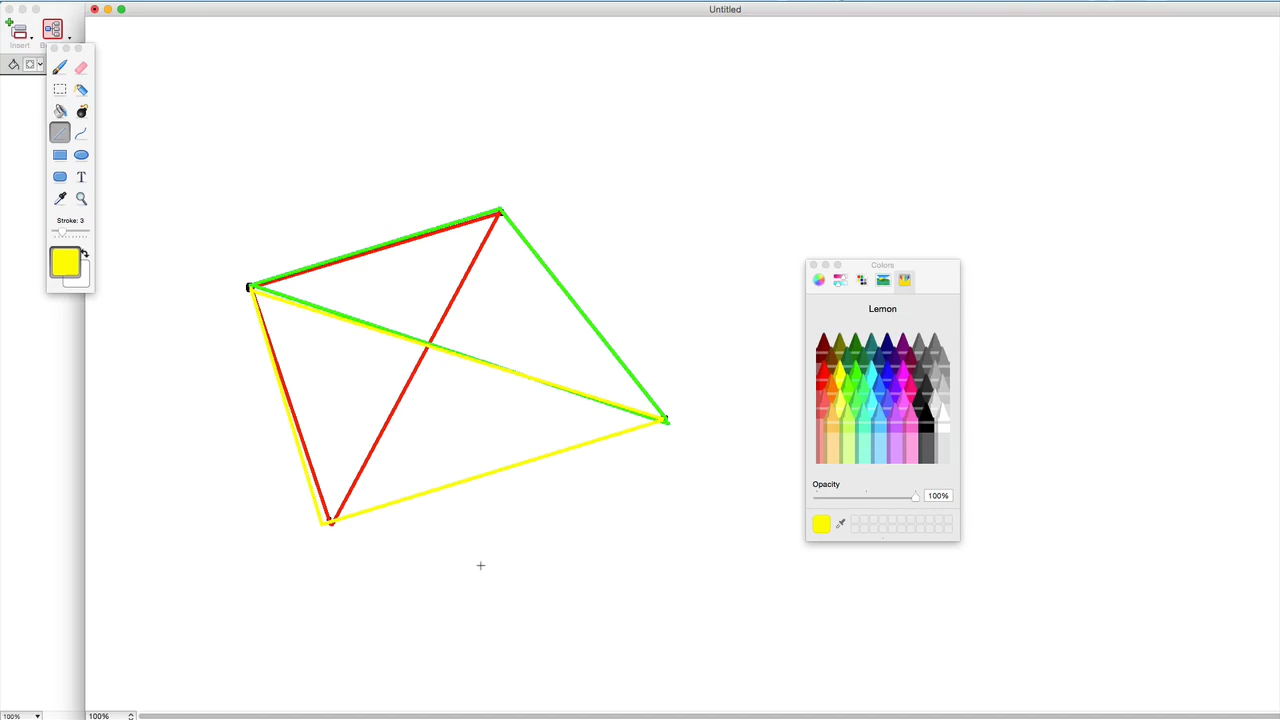 Untitled
Insert
Stroke: 3
T
Colors
Lemon
Opacity
100%
100%
100%